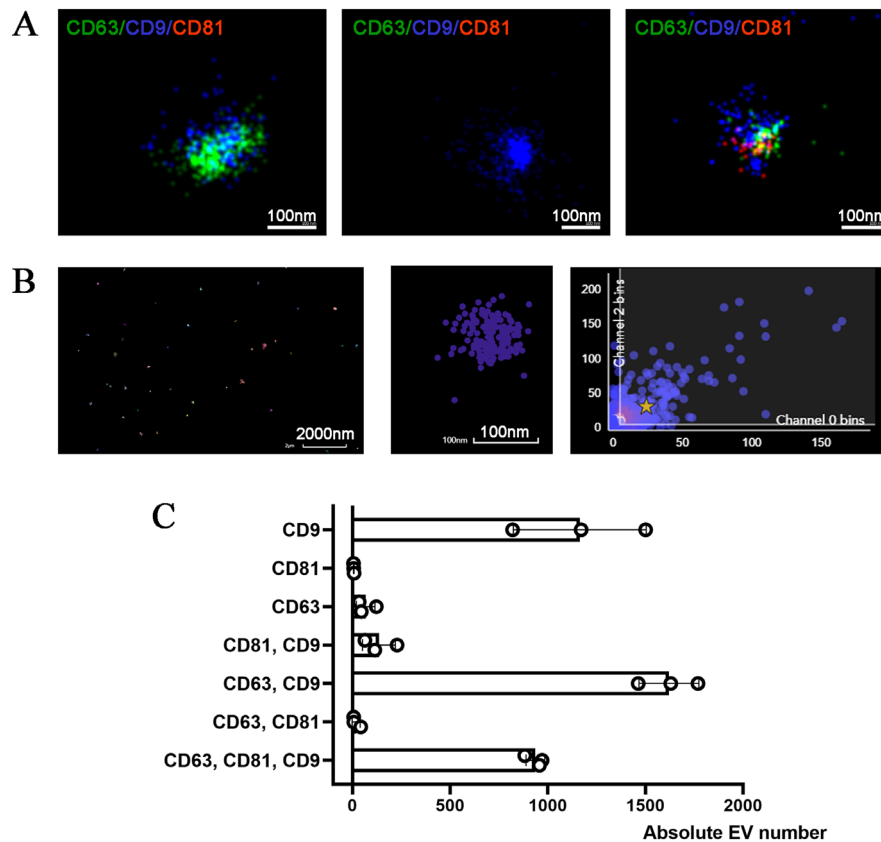 A
CD63/CD9/CD81
100nm
CD63/CD9/CD81
100nm
CD63/CD9/CD81
100nm
B
2000nm
2μm
100nm
100nm
200
150
100
50
0
Channel 2 bins
Channel 0 bins
0
50
100
150
C
CD9
CD81
CD63
CD81, CD9
CD63, CD9
CD63, CD81
CD63, CD81, CD9
0
500
1000
1500
2000
Absolute EV number